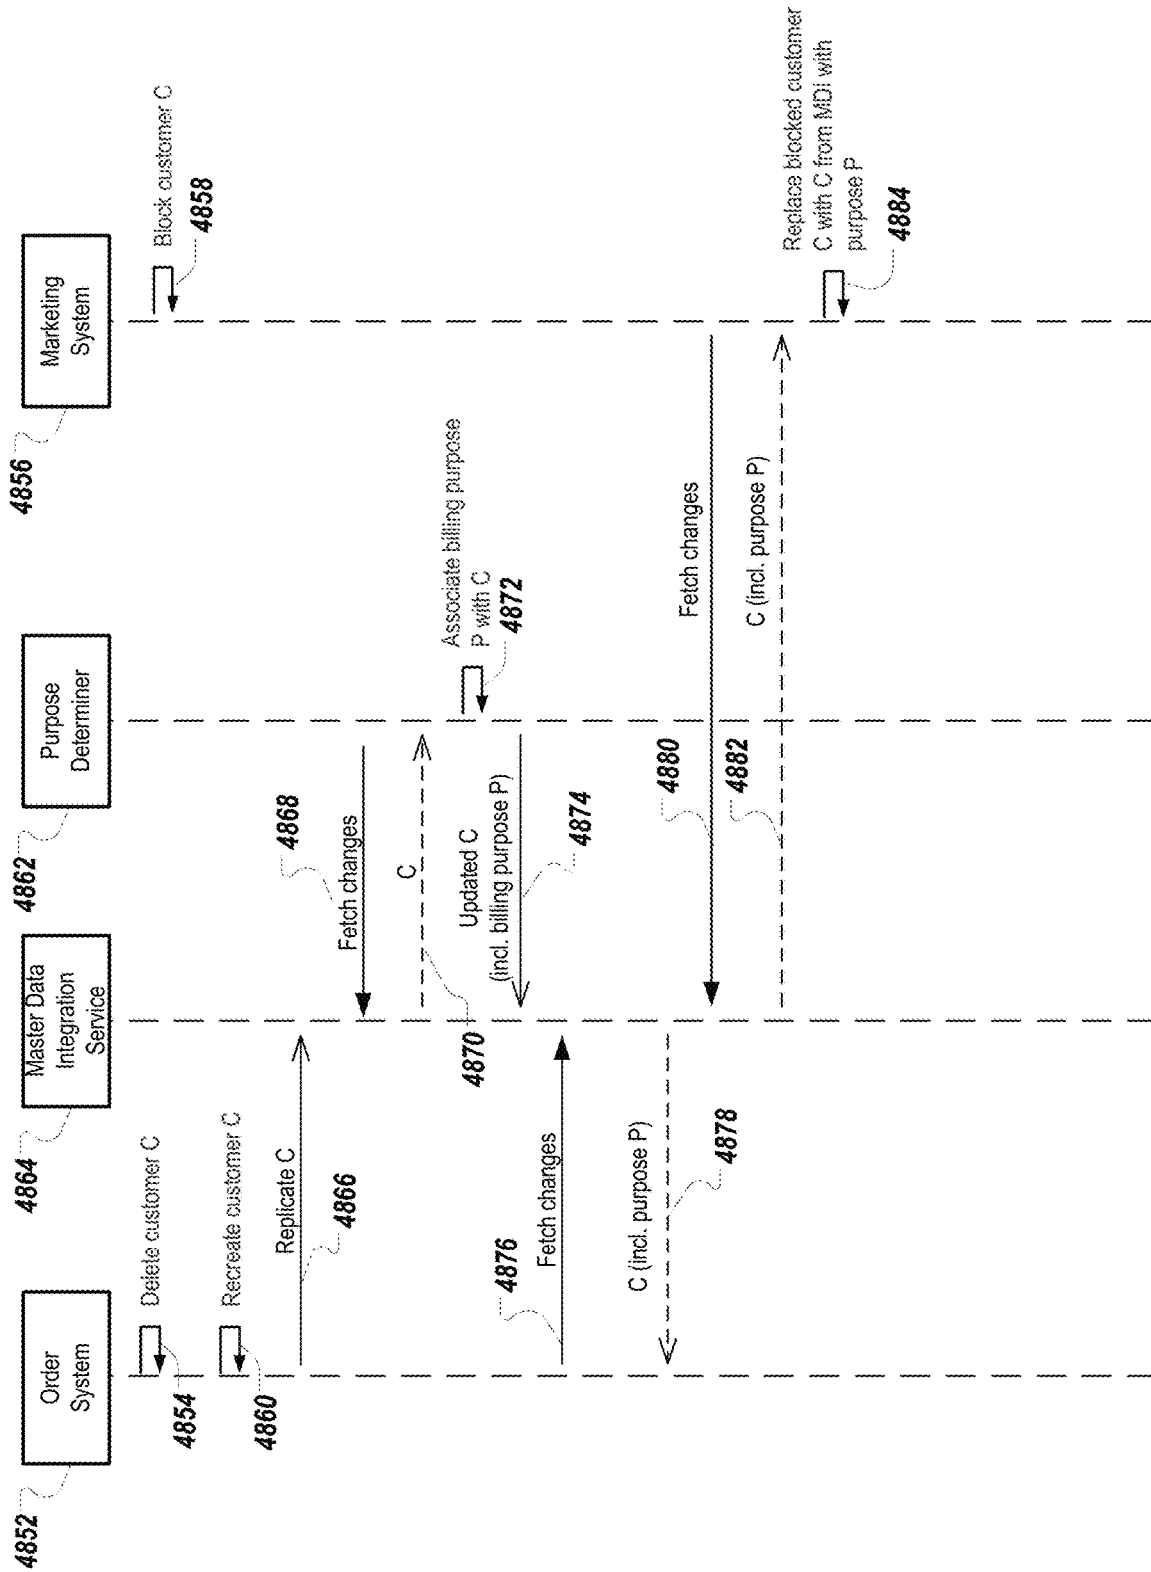 4852
Order
System
4864
Master Data
Integration
Service
4862
Purpose
Determiner
4856
Marketing
System
Delete customer C
4854
Block customer C
4858
Recreate customer C
4860
Replicate C
4866
4868
Fetch changes
C
4870
Associate billing purpose
P with C
4872
Updated C
(incl. billing purpose P)
4874
4876
Fetch changes
C (incl. purpose P)
4878
Fetch changes
4880
4882
C (incl. purpose P)
Replace blocked customer
C with C from MDI with
purpose P
4884